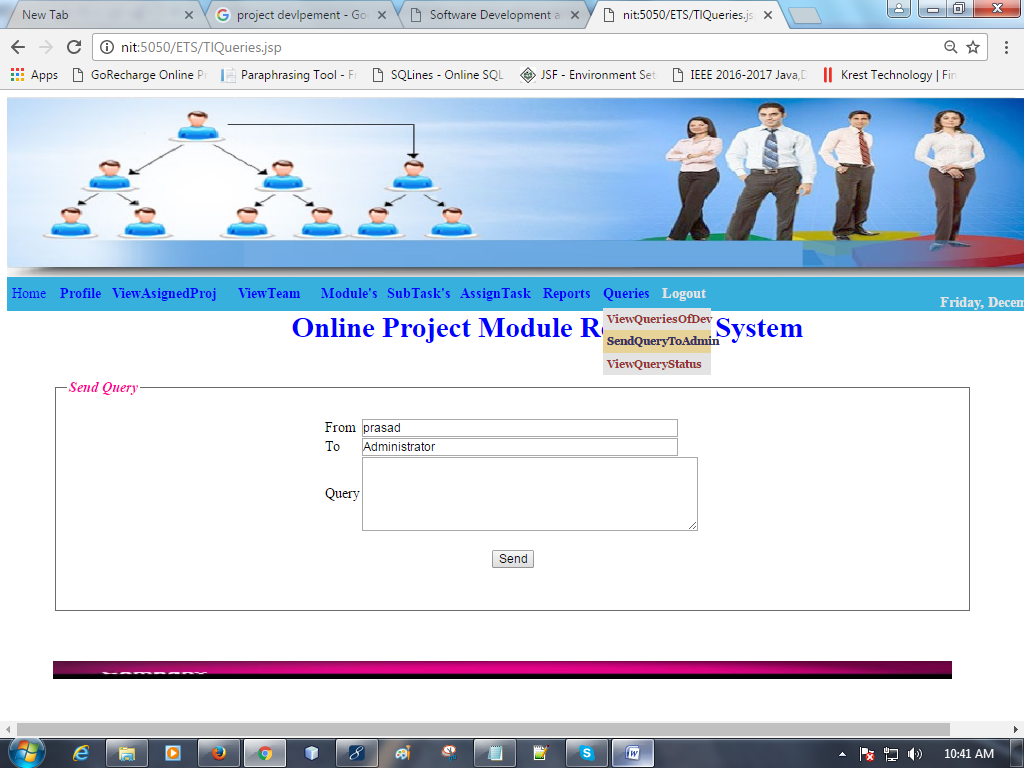 New Tab
project devlpement - Go
Software Development a
nit:5050/ETS/TIQueries.js
nit:5050/ETS/TIQueries.jsp
Apps
GoRecharge Online P
Paraphrasing Tool - F
SQLines - Online SQL
JSF - Environment Set
IEEE 2016-2017 Java,D
Krest Technology | Fin
Home Profile ViewAsignedProj ViewTeam Module's SubTask's AssignTask Reports Queries Logout
Friday, Decem
ViewQueriesOfDev
SendQueryToAdmin
ViewQueryStatus
Online Project Module R System
Send Query
From prasad
To Administrator
Query
Send
10:41 AM